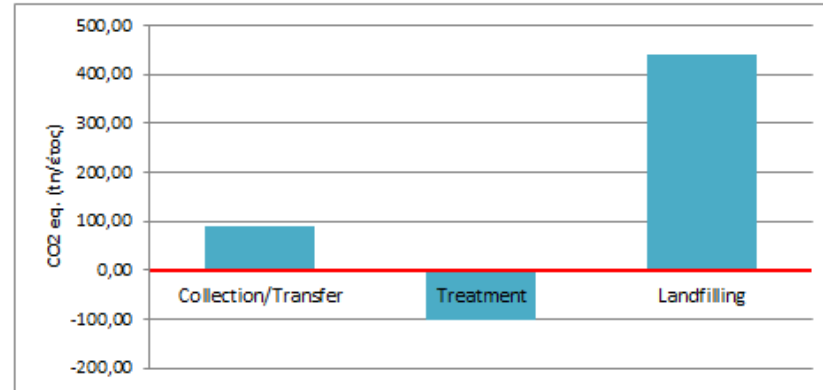 500,00
400,00
300,00
200,00
100,00
0,00
-100,00
-200,00
CO2 eq. (tn/έτος)
Collection/Transfer
Treatment
Landfilling